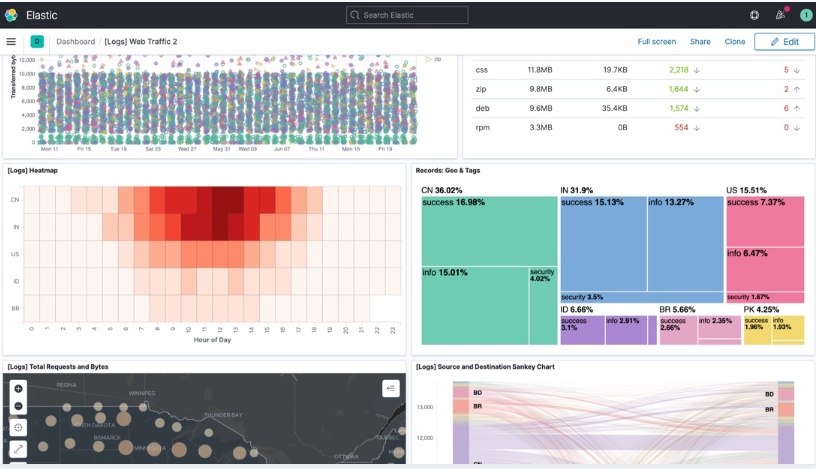 Elastic
Search Elastic
1
D
Dashboard / [Logs] Web Traffic 2
Full screen
Share
Clone
Edit
Transferred byt
12,000
10,000
8,000
6,000
4,000
2,000
0
Mon 11
Fri 15
Tue 19
Sat 23
Wed 27
May 31
Wed 03
Jun 07
Thu 11
Mon 15
Fri 19
zip
css 11.8MB 19.7KB 2,218 ↓ 5 ↓
zip 9.8MB 6.4KB 1,644 ↓ 2 ↑
deb 9.6MB 35.4KB 1,574 ↓ 6 ↑
rpm 3.3MB 0B 554 ↓ 0 ↓
[Logs] Heatmap
CN
IN
US
ID
BR
0 1 2 3 4 5 6 7 8 9 10 11 12 13 14 15 16 17 18 19 20 21 22 23
Hour of Day
Records: Geo & Tags
CN 36.02%
success 16.98%
info 15.01%
security 4.02%
IN 31.9%
success 15.13%
info 13.27%
security 3.5%
US 15.51%
success 7.37%
info 6.47%
security 1.67%
ID 6.66%
success 3.1%
info 2.91%
BR 5.66%
success 2.66%
info 2.35%
PK 4.25%
success 1.96%
info 1.93%
[Logs] Total Requests and Bytes
REGINA
WINNIPEG
THUNDER BAY
NORTH DAKOTA
BISMARCK
MINNESOTA
OTTAWA
QUEBEC
[Logs] Source and Destination Sankey Chart
13,000
12,000
BD
BR
CN
BD
BR